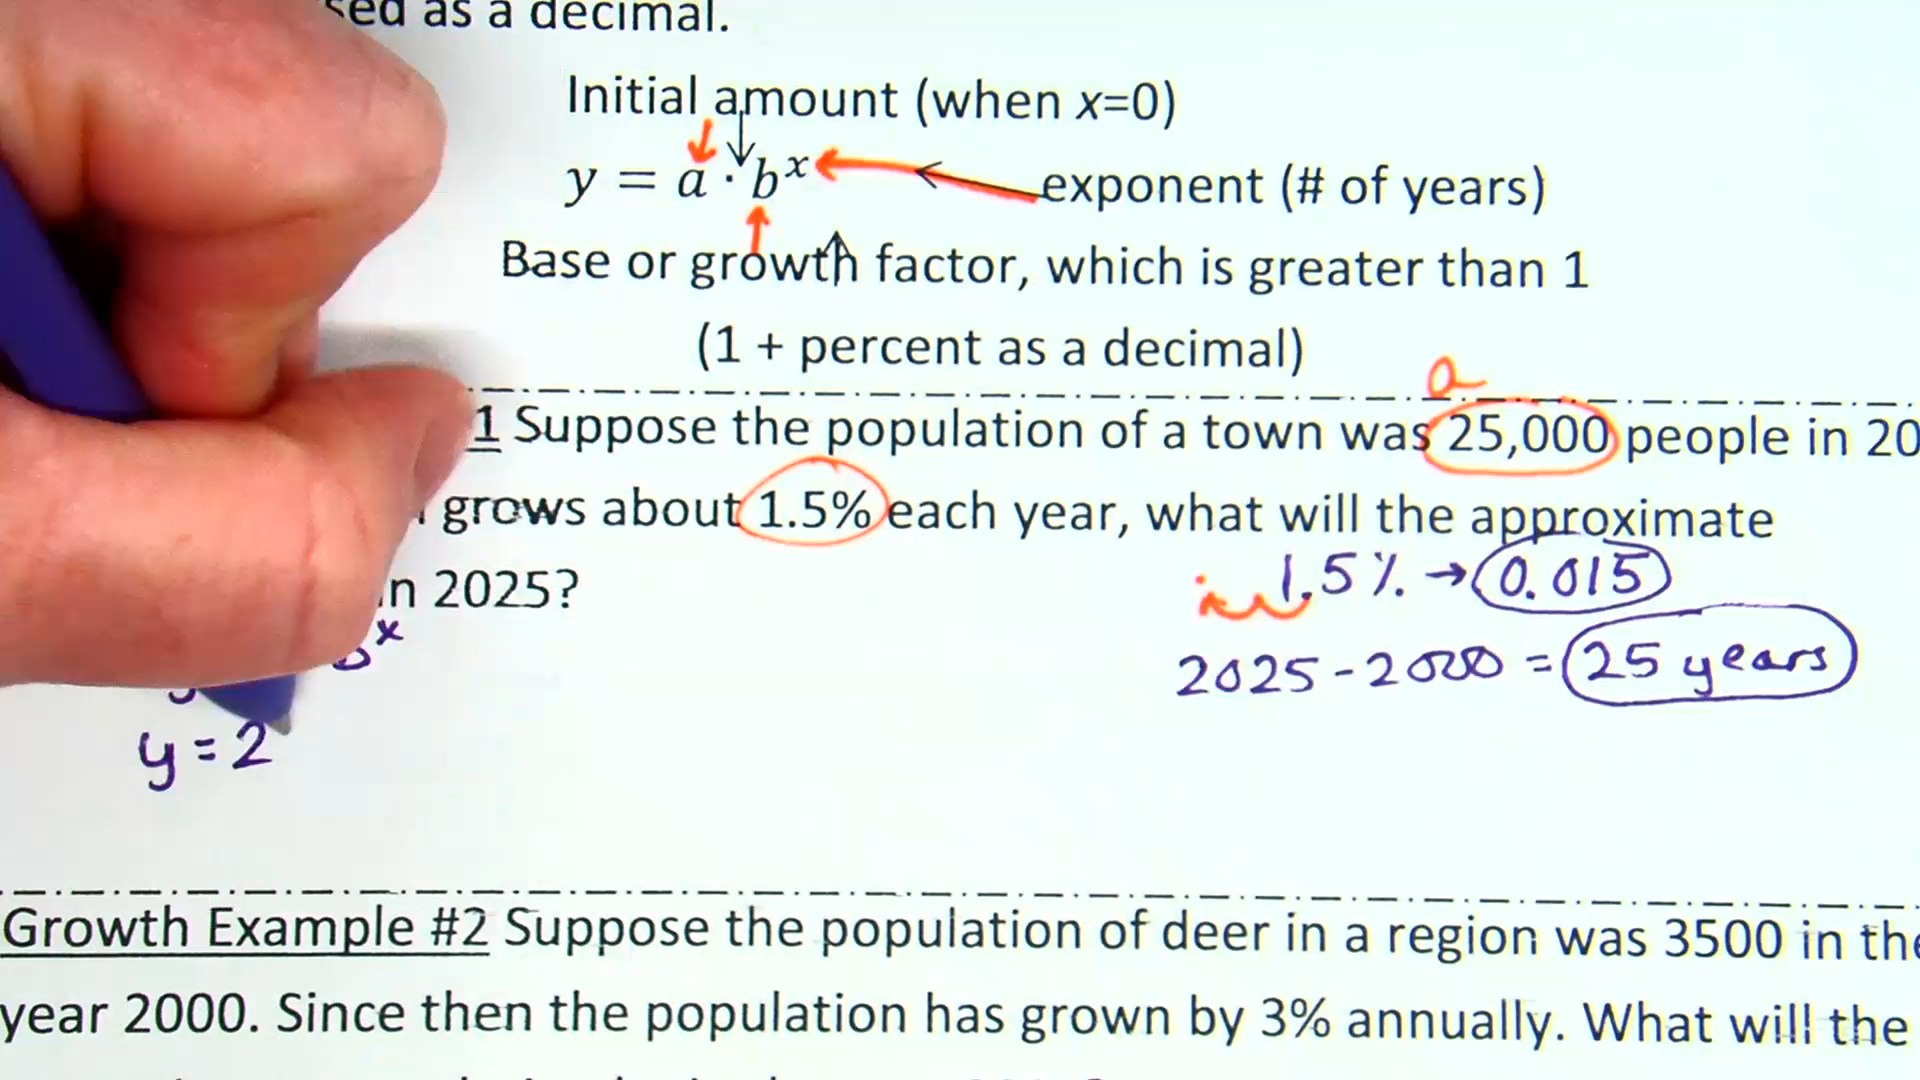 as a decimal.
Initial amount (when x=0)
y = a · bˣ exponent (# of years)
Base or growth factor, which is greater than 1
(1 + percent as a decimal)
a
1 Suppose the population of a town was 25,000 people in 20
grows about 1.5% each year, what will the approximate
in 2025?
1.5% → 0.015
x
2025 - 2000 = 25 years
y = 2
Growth Example #2 Suppose the population of deer in a region was 3500 in the
year 2000. Since then the population has grown by 3% annually. What will the